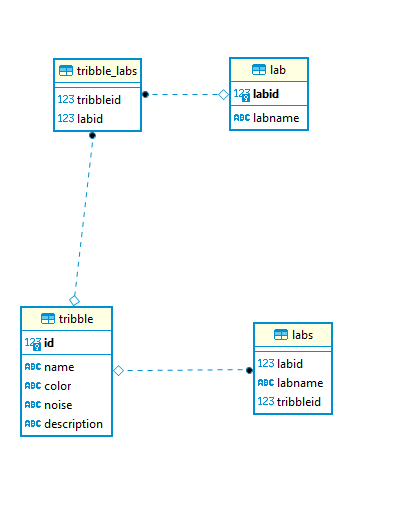 tribble_labs
123 tribbleid
123 labid
lab
123 labid
ABC labname
tribble
123 id
ABC name
ABC color
ABC noise
ABC description
labs
123 labid
ABC labname
123 tribbleid